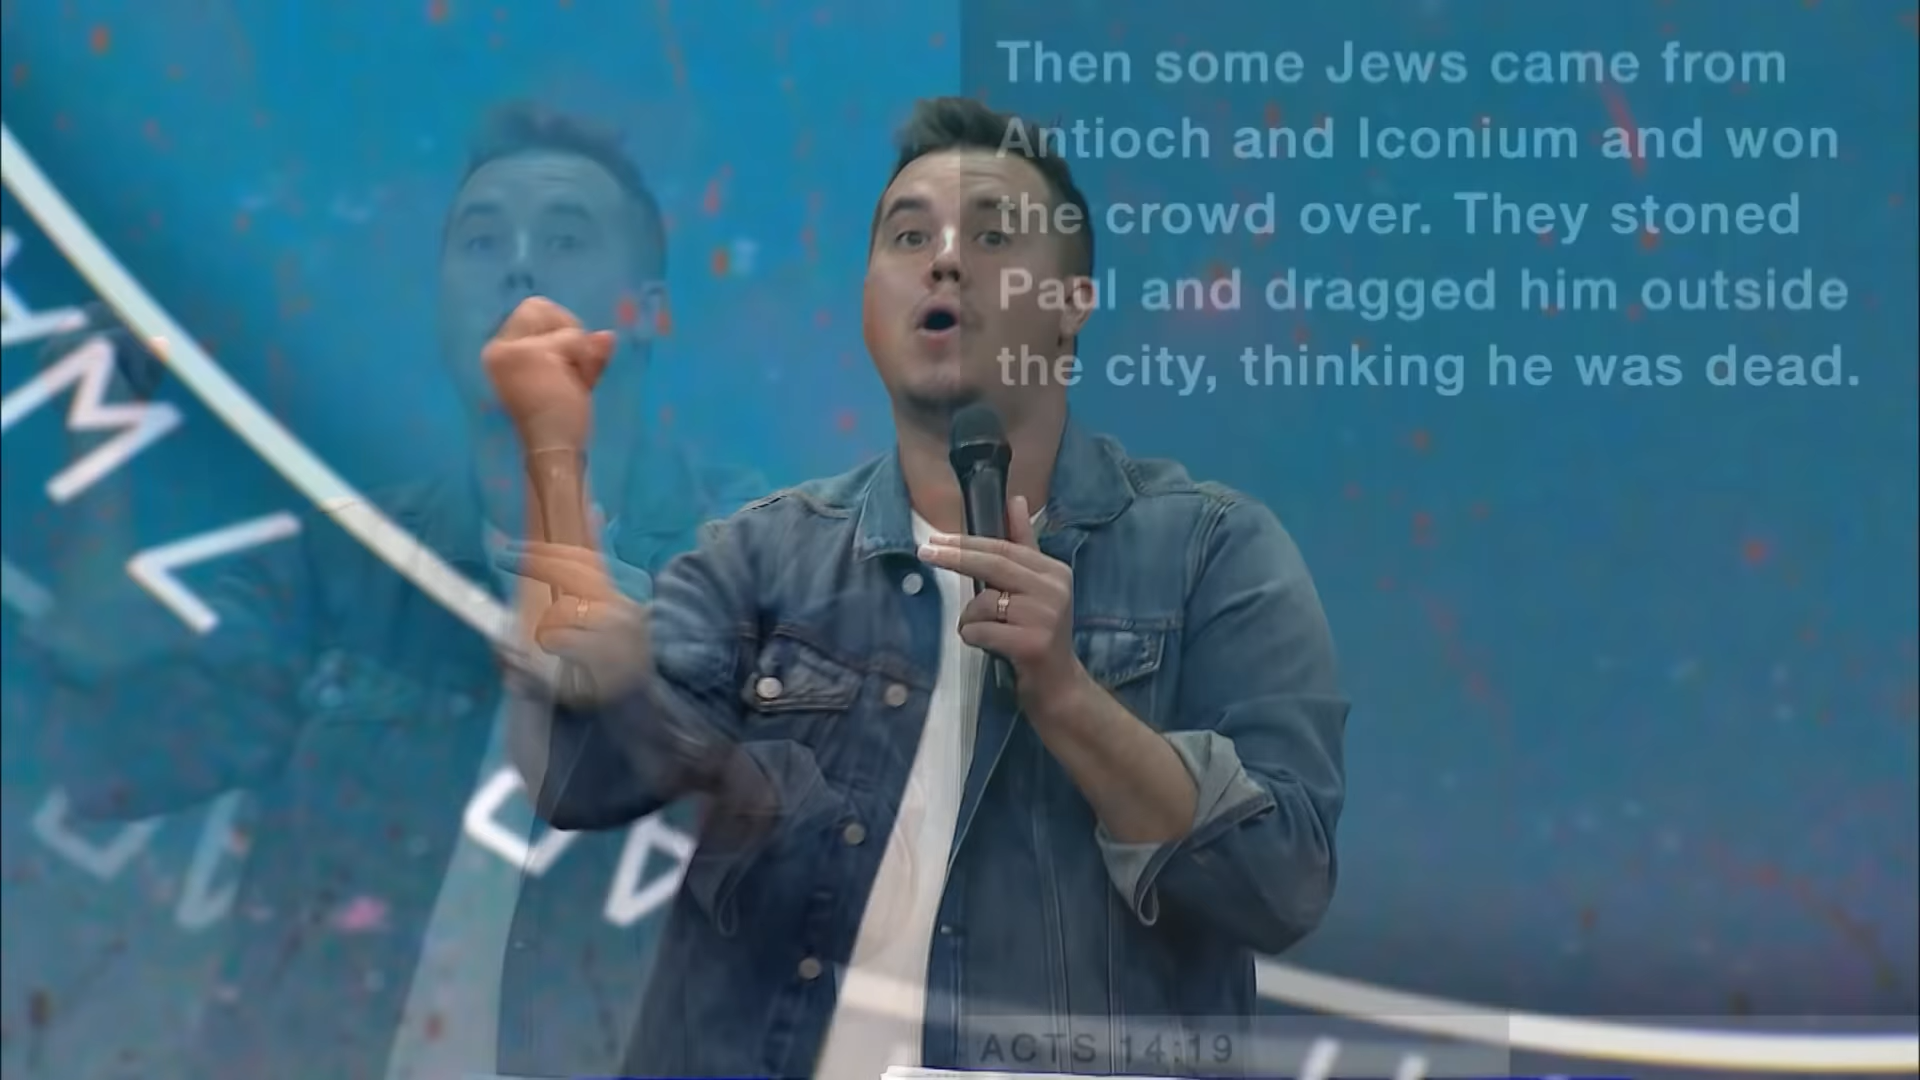 Then some Jews came from
Antioch and Iconium and won
the crowd over. They stoned
Paul and dragged him outside
the city, thinking he was dead.
ACTS 14:19